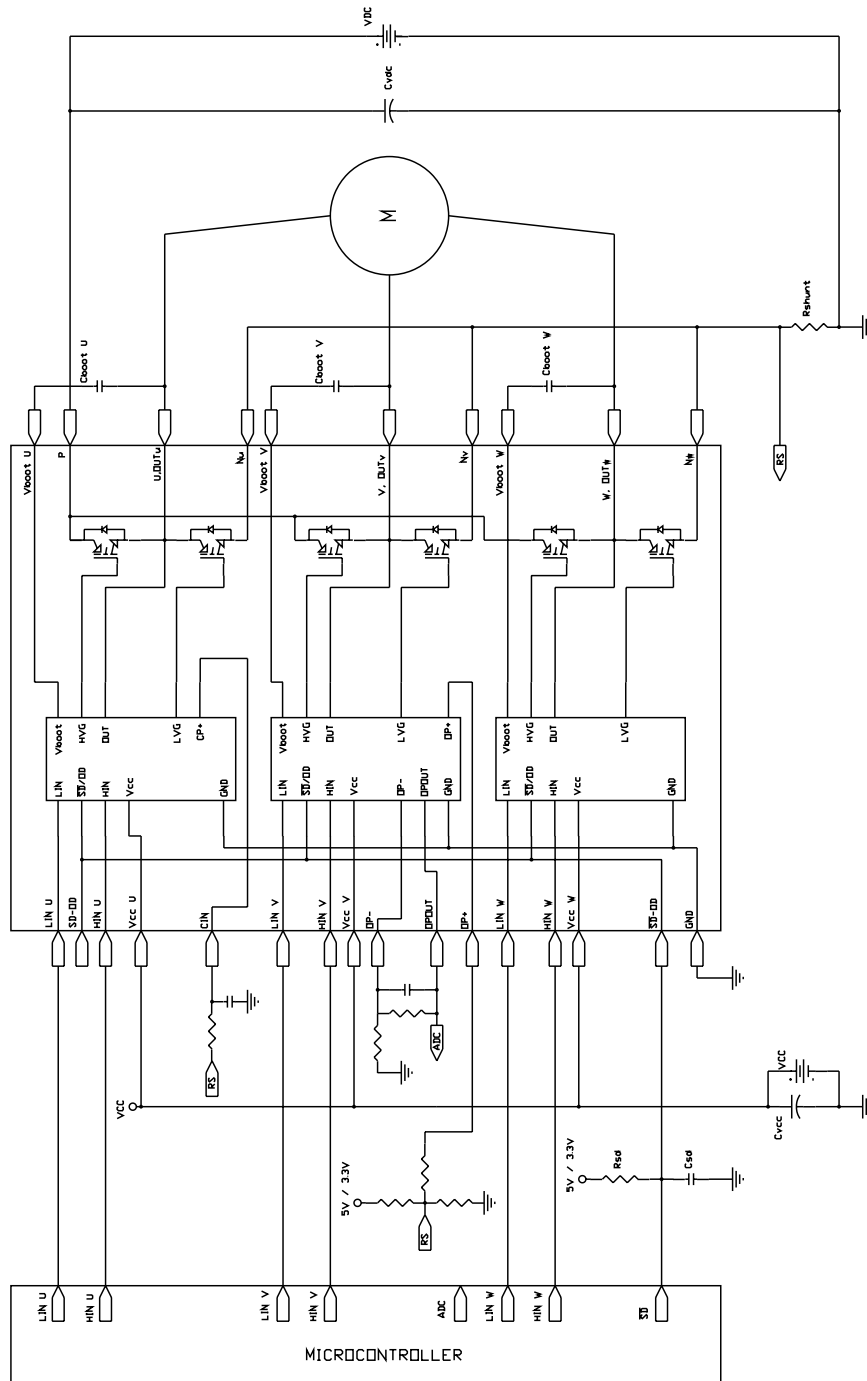 VDC
Cvdc
M
Rshunt
RS
Cboot U
Cboot V
Cboot W
Vboot U
P
U,OUTu
Nu
Vboot V
V, OUTv
Nv
Vboot W
W, OUTw
Nw
Vboot
HVG
OUT
LVG
CP+
LIN
SD/OD
HIN
Vcc
GND
Vboot
HVG
OUT
LVG
OP+
LIN
SD/OD
HIN
Vcc
OP-
OPOUT
GND
Vboot
HVG
OUT
LVG
LIN
SD/OD
HIN
Vcc
GND
LIN U
SD-OD
HIN U
Vcc U
CIN
LIN V
HIN V
Vcc V
OP-
OPOUT
OP+
LIN W
HIN W
Vcc W
SD-OD
GND
RS
ADC
VCC
VCC
Cvcc
5V / 3.3V
RS
5V / 3.3V
Rsd
Csd
LIN U
HIN U
LIN V
HIN V
ADC
LIN W
HIN W
SD
MICROCONTROLLER